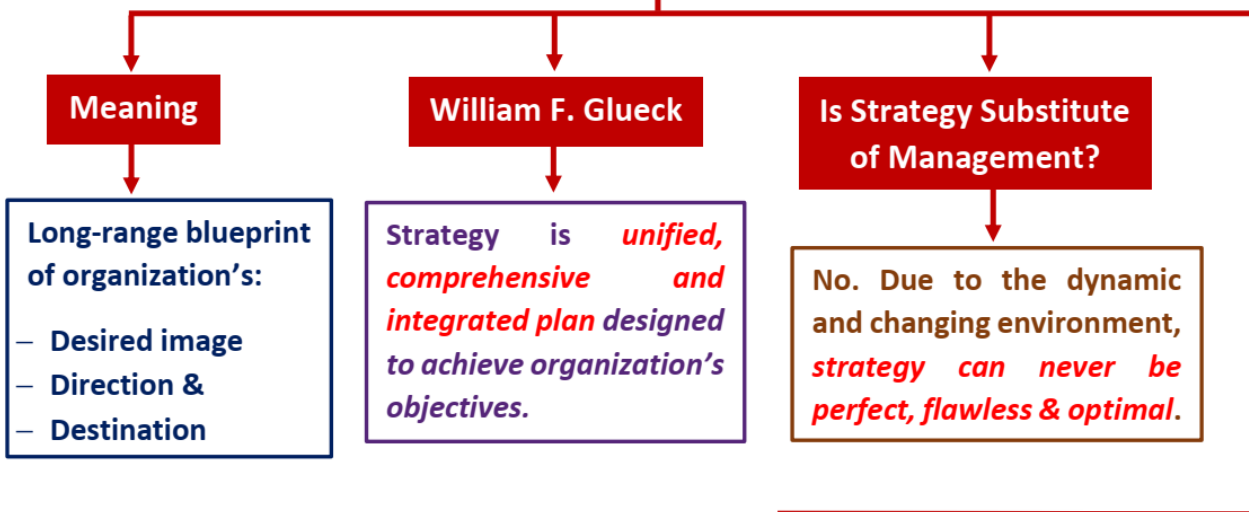 Meaning
Long-range blueprint
of organization's:
– Desired image
– Direction &
– Destination
William F. Glueck
Strategy is unified,
comprehensive and
integrated plan designed
to achieve organization's
objectives.
Is Strategy Substitute
of Management?
No. Due to the dynamic
and changing environment,
strategy can never be
perfect, flawless & optimal.